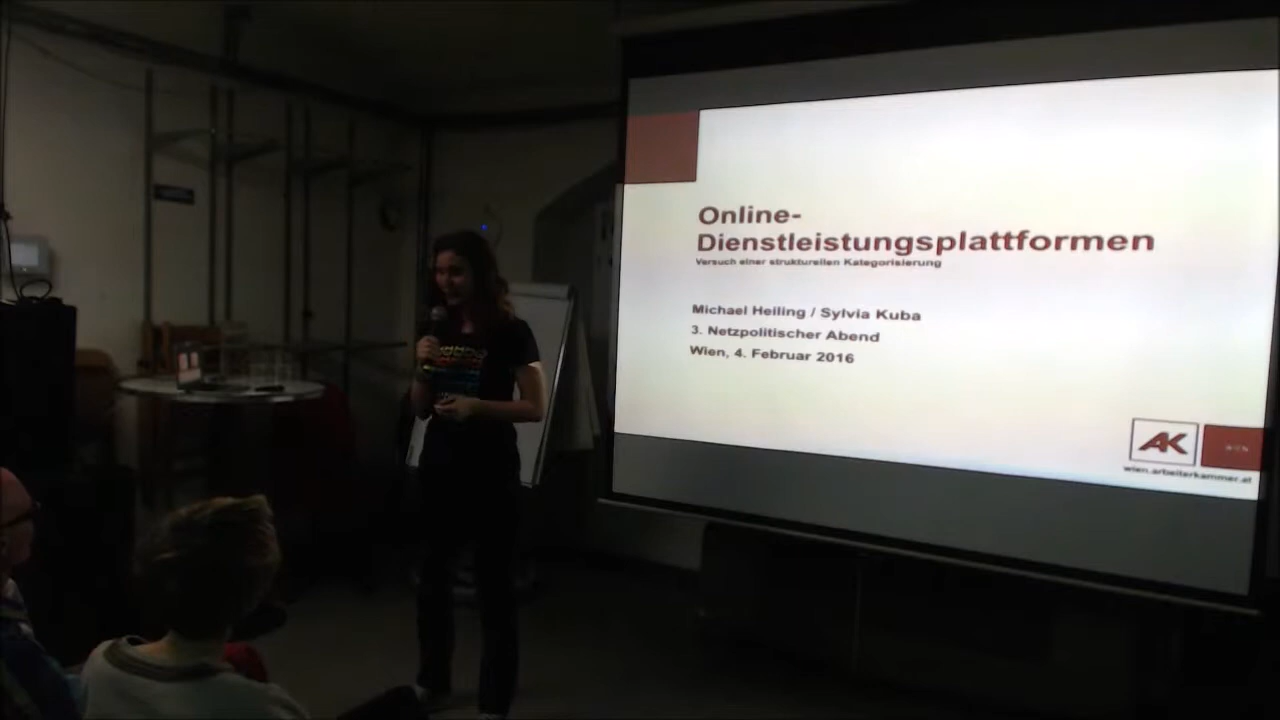 Online-
Dienstleistungsplattformen
Versuch einer strukturellen Kategorisierung
Michael Heiling / Sylvia Kuba
3. Netzpolitischer Abend
Wien, 4. Februar 2016
AK
WIEN
wien.arbeiterkammer.at